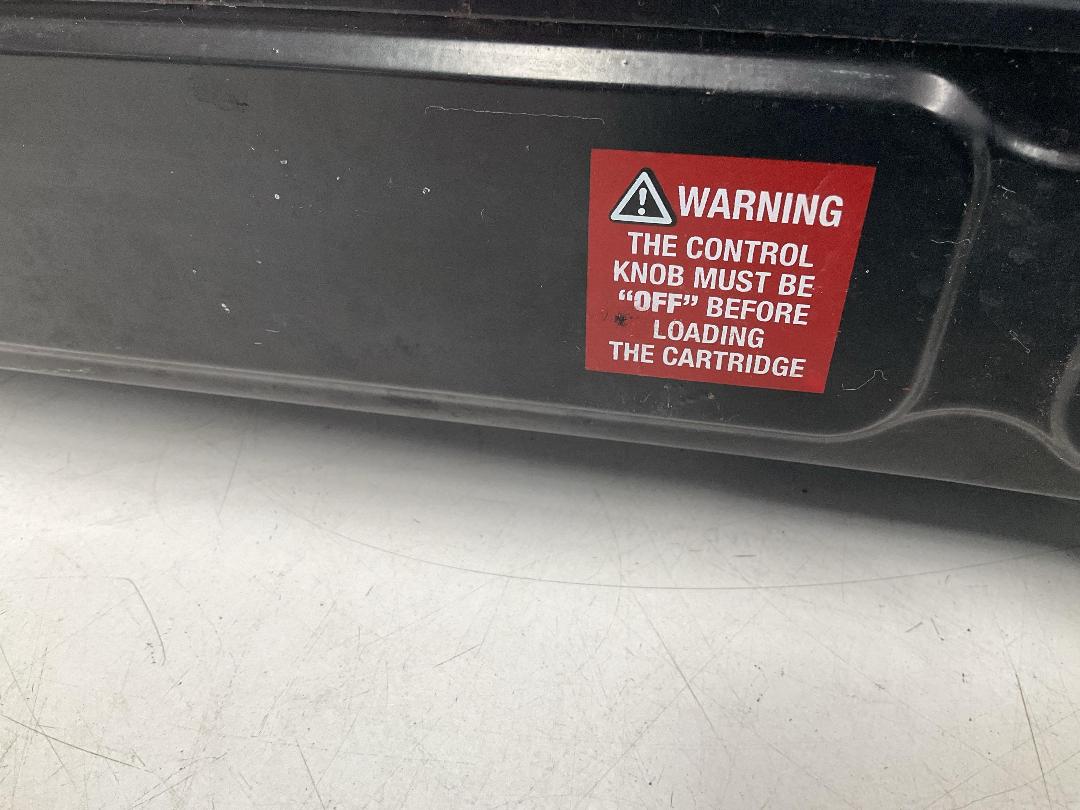 WARNING
THE CONTROL
KNOB MUST BE
“OFF” BEFORE
LOADING
THE CARTRIDGE